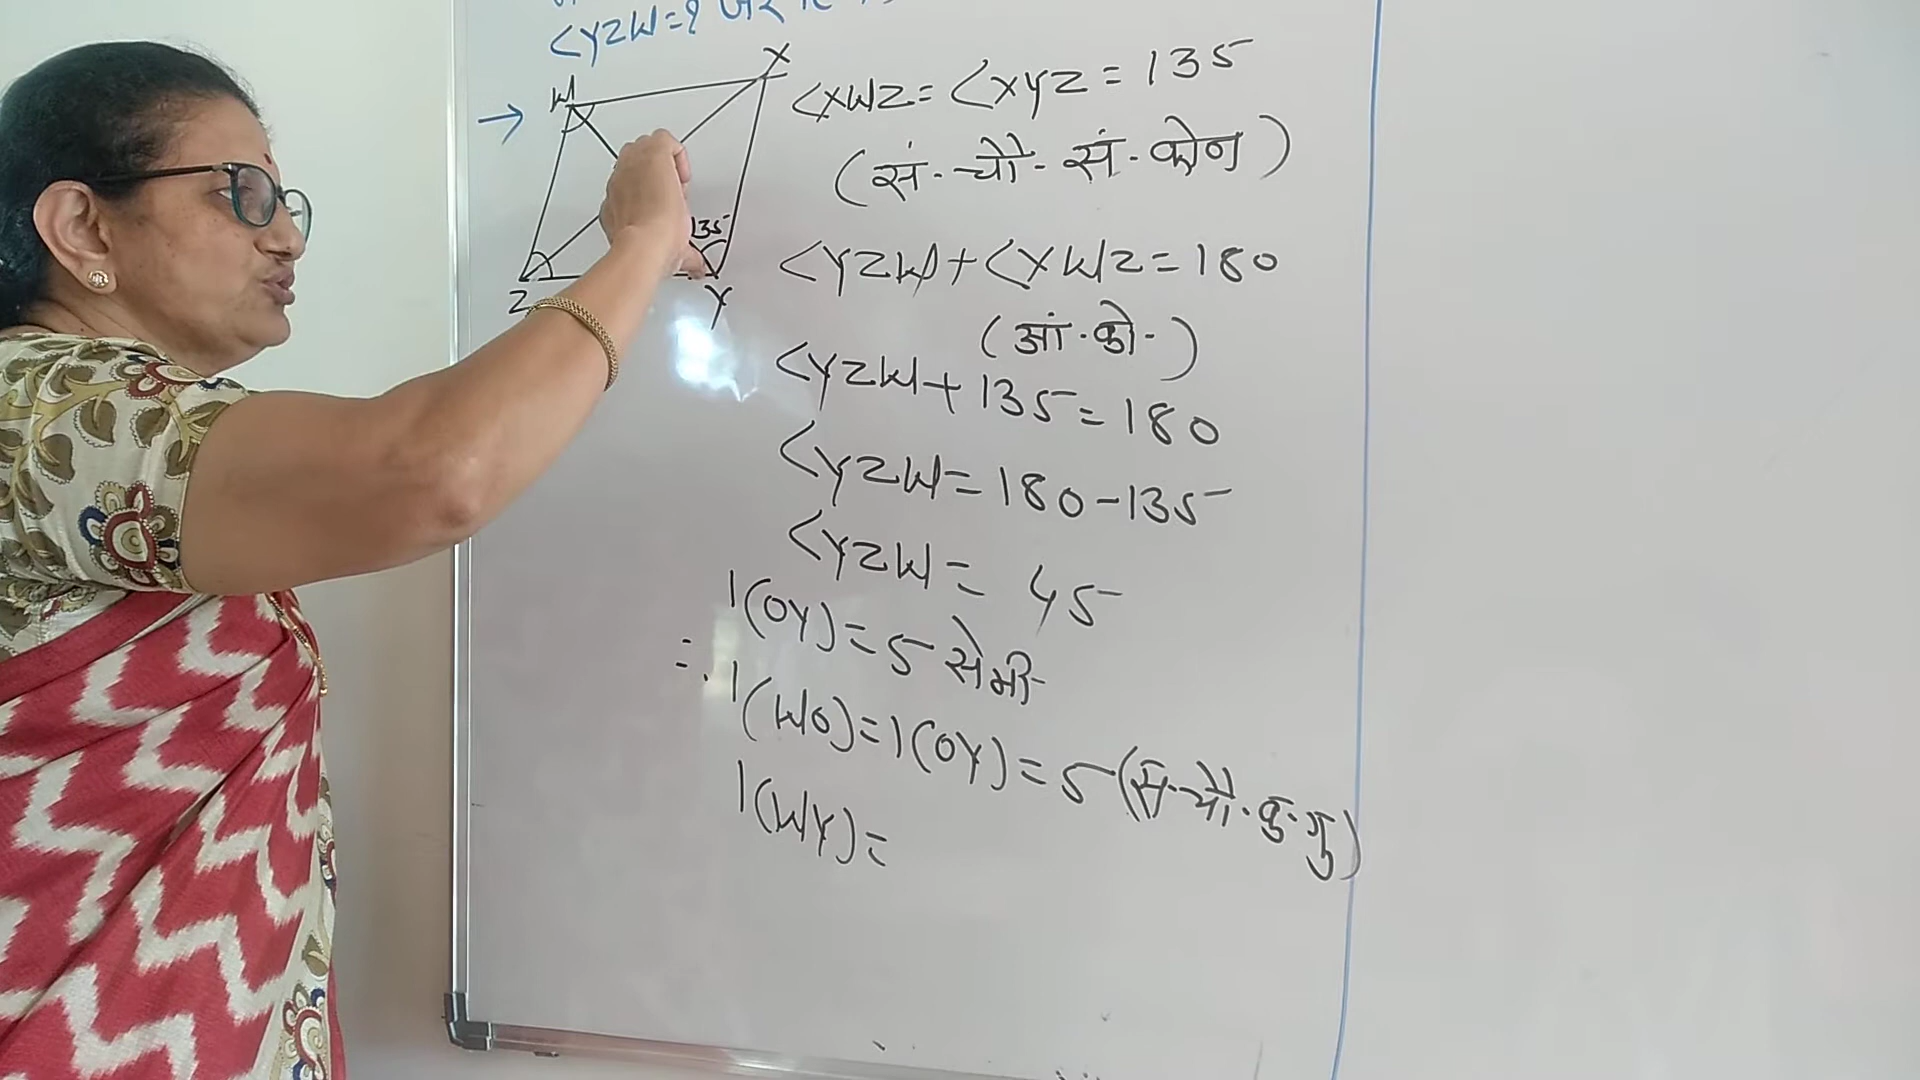 <YZW=? जर
W X
→ 135
Z Y
<XWZ = <XYZ = 135
(सं. चौ. सं. कोन)
<YZW + <XWZ = 180
(आं. को.)
<YZW + 135 = 180
<YZW = 180 - 135
<YZW = 45
l(OY) = 5 सेमी
∴ l(WO) = l(OY) = 5 (सं. चौ. क. गु)
l(WY) =